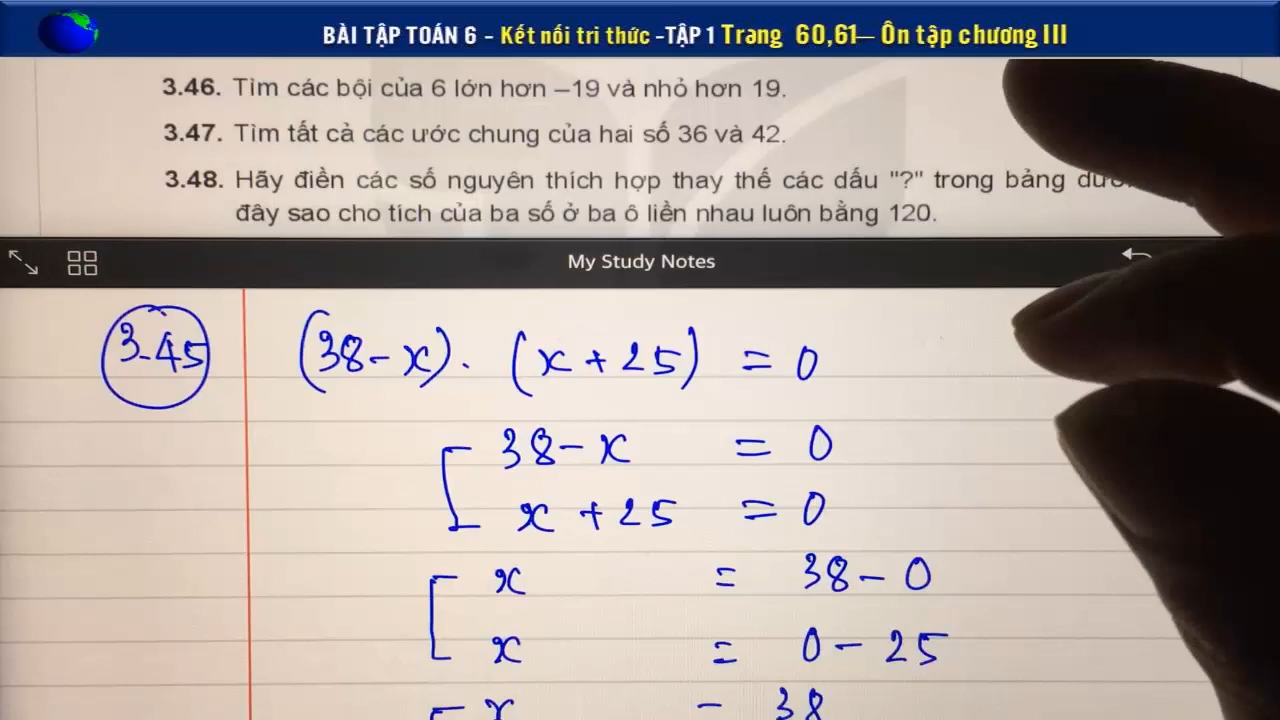 BÀI TẬP TOÁN 6 - Kết nối tri thức -TẬP 1 Trang 60,61– Ôn tập chương III
3.46. Tìm các bội của 6 lớn hơn –19 và nhỏ hơn 19.
3.47. Tìm tất cả các ước chung của hai số 36 và 42.
3.48. Hãy điền các số nguyên thích hợp thay thế các dấu "?" trong bảng
đây sao cho tích của ba số ở ba ô liền nhau luôn bằng 120.
My Study Notes
3.45 (38-x). (x+25) = 0
38-x = 0
x +25 = 0
x = 38-0
x = 0-25
x = 38